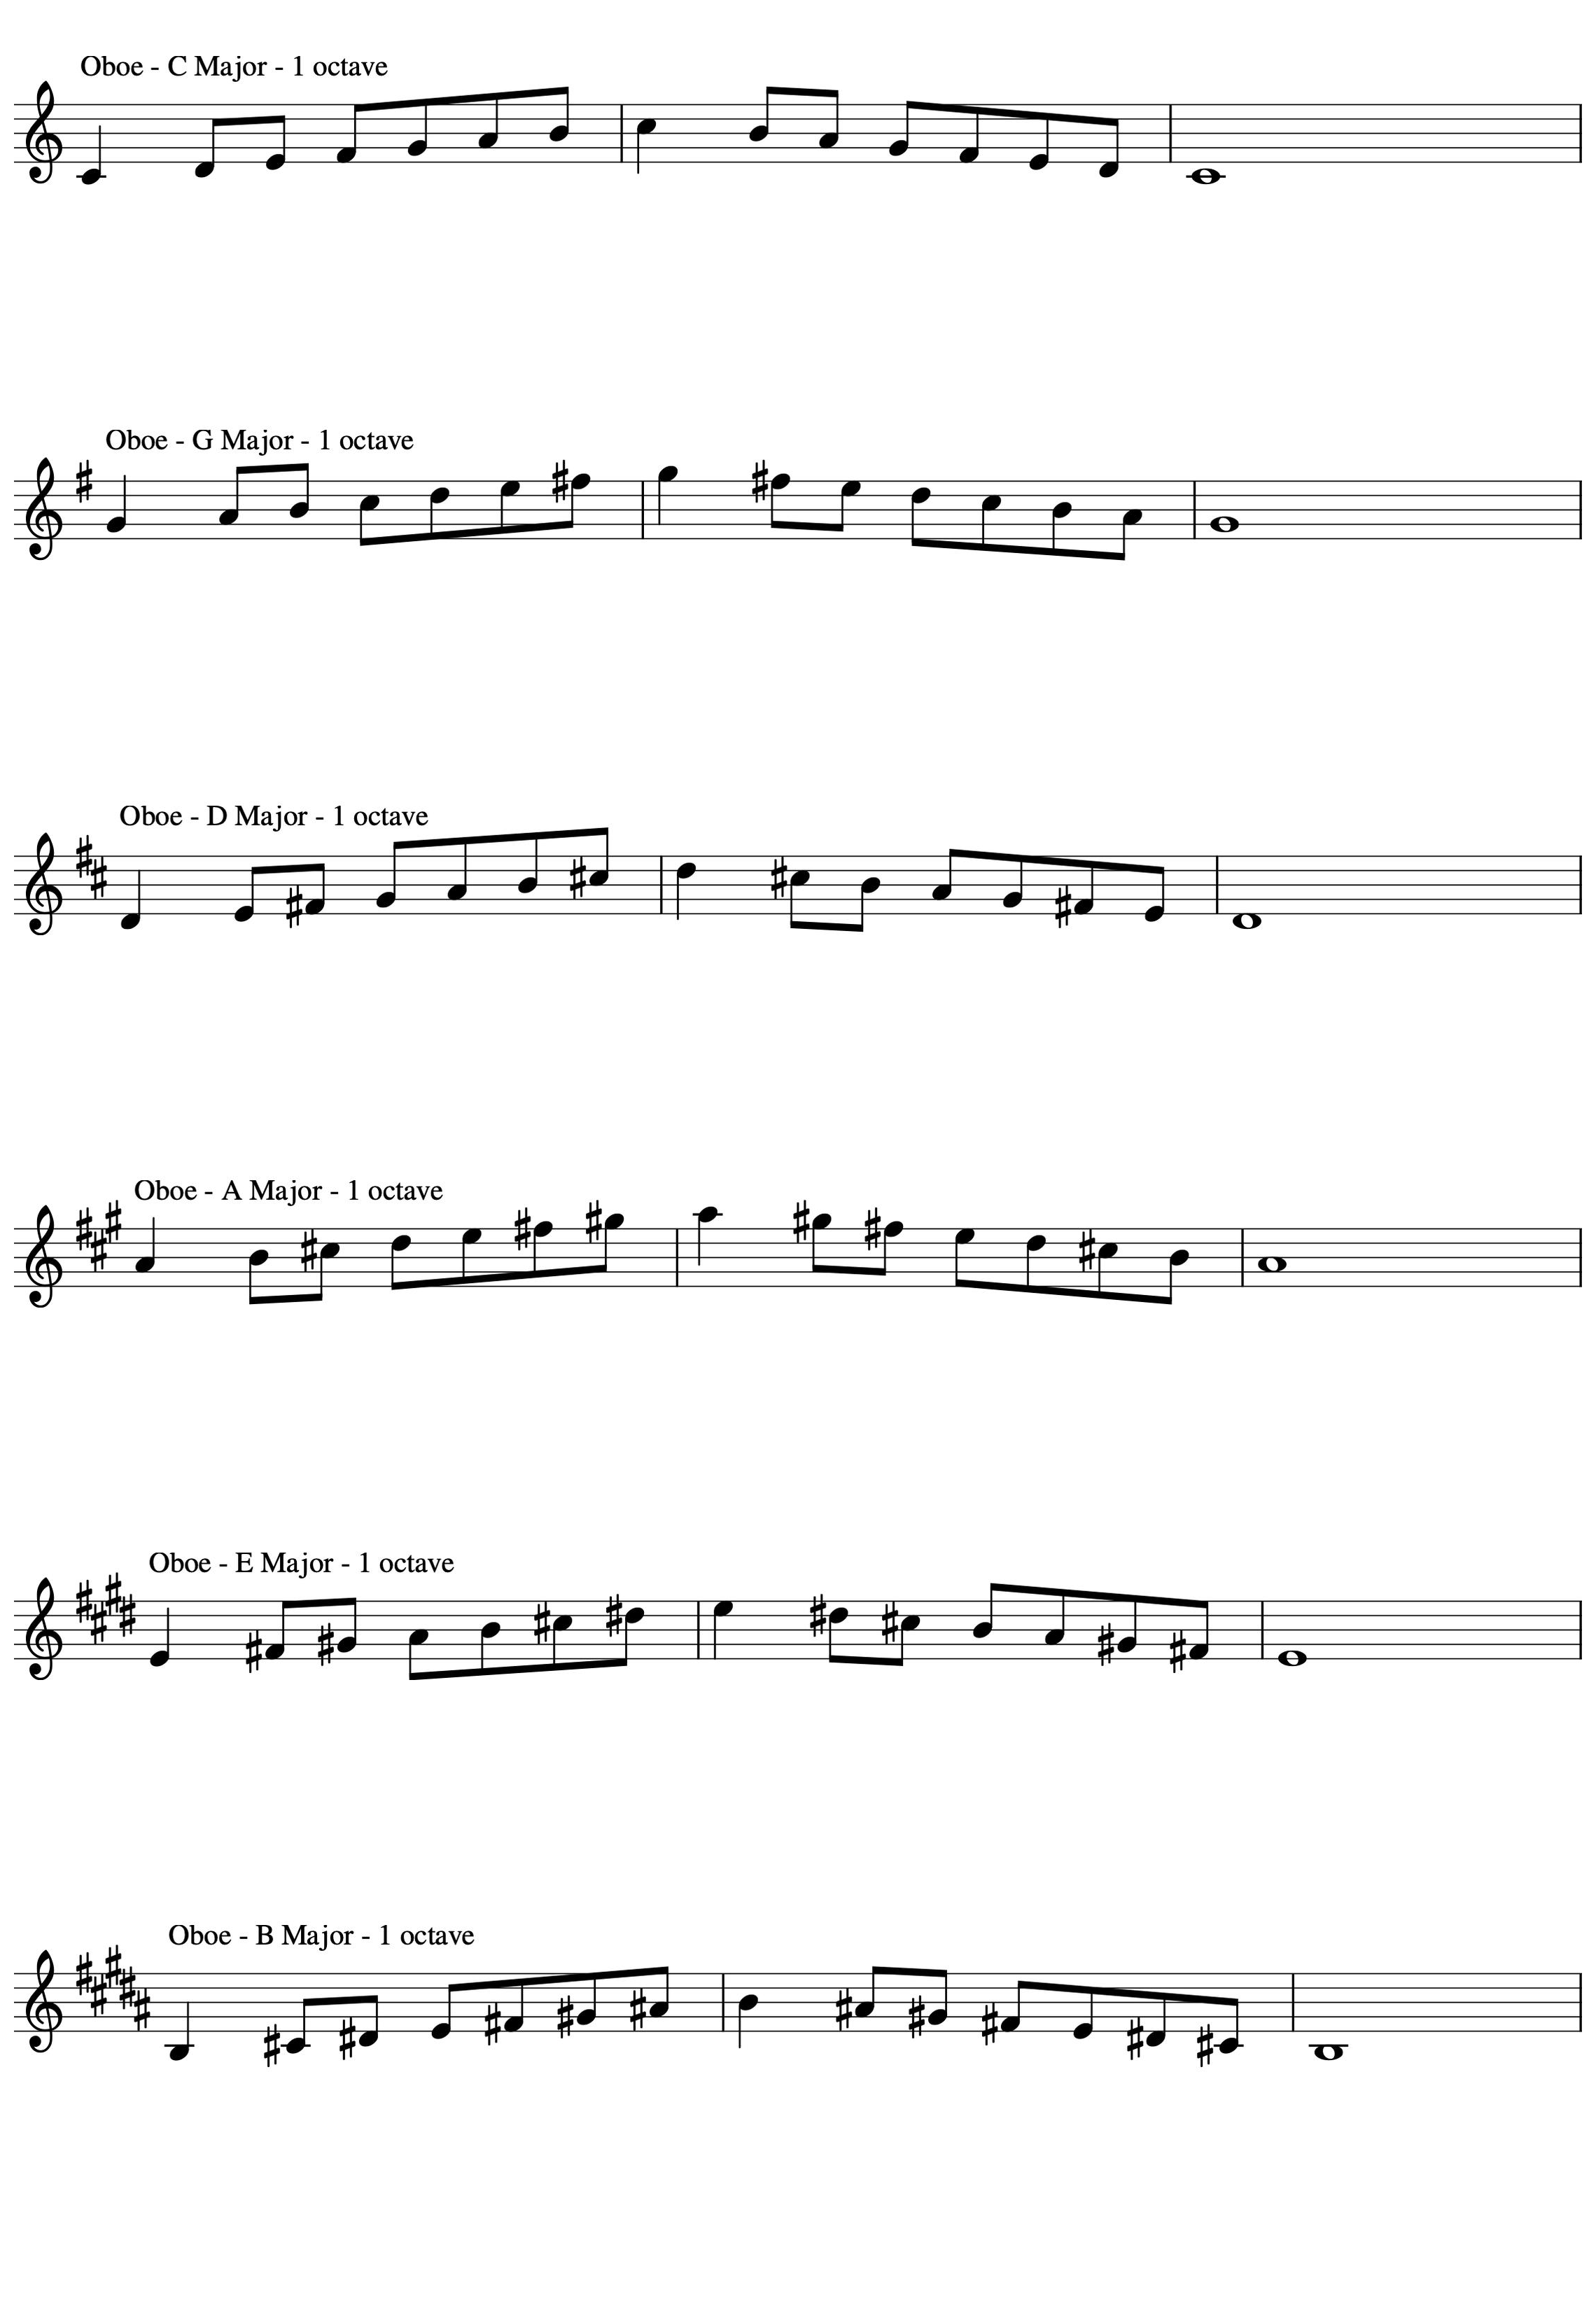 Oboe - C Major - 1 octave
Oboe - G Major - 1 octave
Oboe - D Major - 1 octave
Oboe - A Major - 1 octave
Oboe - E Major - 1 octave
Oboe - B Major - 1 octave